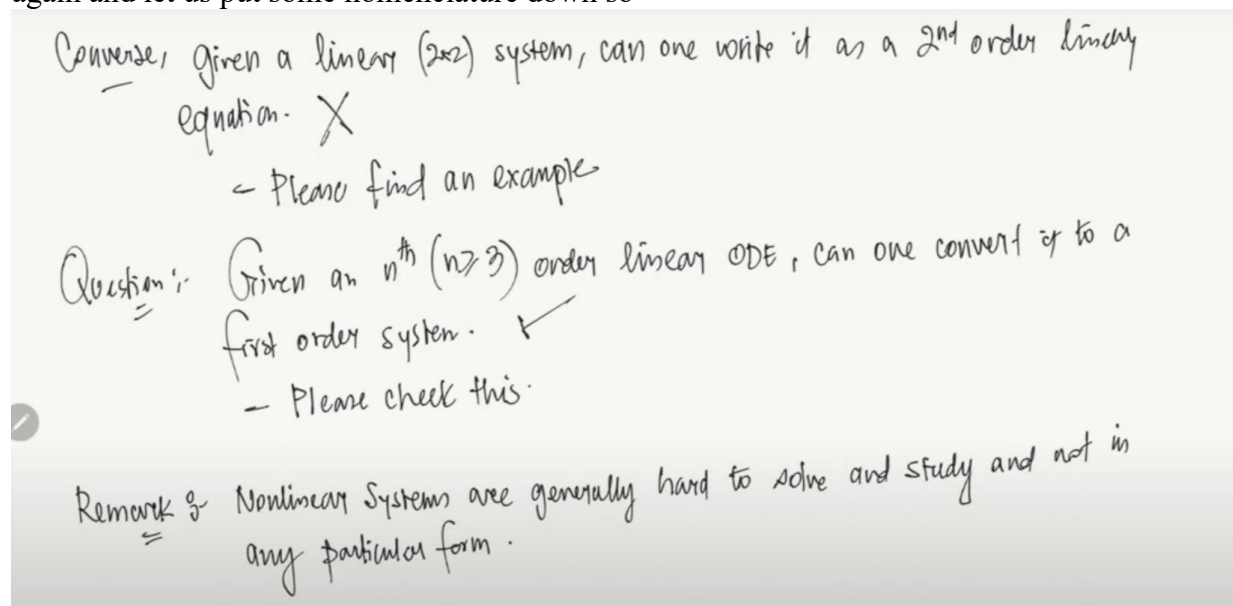 again and let us put some nomenclature down so
Converse, given a linear (2x2) system, can one write it as a 2nd order linear
equation. X
- Please find an example
Question:- Given an nth (n≥3) order linear ODE, can one convert it to a
first order system. ✓
- Please check this.
Remark :- Nonlinear Systems are generally hard to solve and study and not in
any particular form.